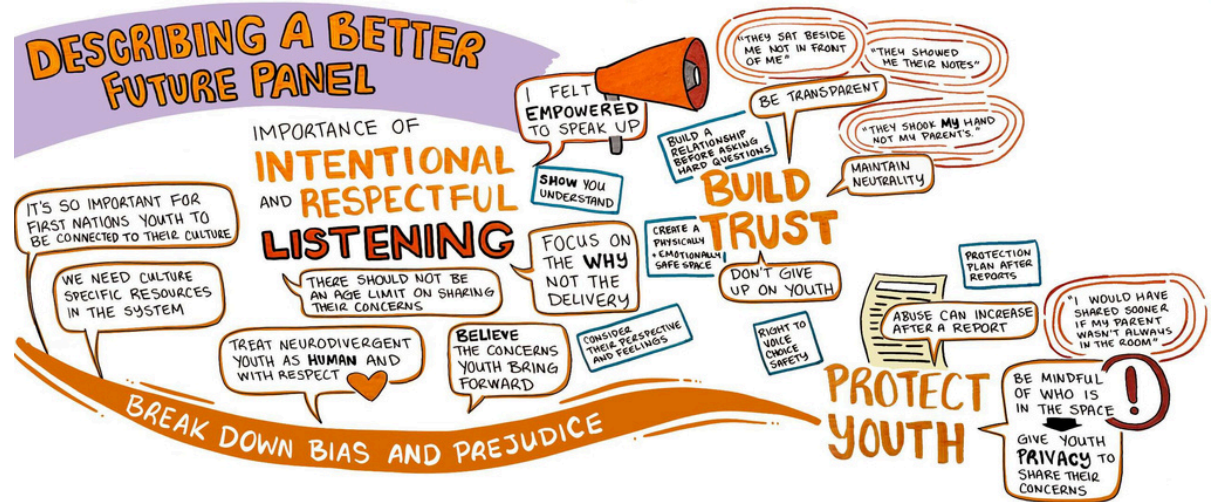 DESCRIBING A BETTER
FUTURE PANEL
IMPORTANCE OF
INTENTIONAL
AND RESPECTFUL
LISTENING
I FELT
EMPOWERED
TO SPEAK UP
SHOW YOU
UNDERSTAND
FOCUS ON
THE WHY
NOT THE
DELIVERY
THERE SHOULD NOT BE
AN AGE LIMIT ON SHARING
THEIR CONCERNS
IT'S SO IMPORTANT FOR
FIRST NATIONS YOUTH TO
BE CONNECTED TO THEIR CULTURE
WE NEED CULTURE
SPECIFIC RESOURCES
IN THE SYSTEM
TREAT NEURODIVERGENT
YOUTH AS HUMAN AND
WITH RESPECT
BELIEVE
THE CONCERNS
YOUTH BRING
FORWARD
CONSIDER
THEIR PERSPECTIVE
AND FEELINGS
BREAK DOWN BIAS AND PREJUDICE
"THEY SAT BESIDE
ME NOT IN FRONT
OF ME"
"THEY SHOWED
ME THEIR NOTES"
BE TRANSPARENT
"THEY SHOOK MY HAND
NOT MY PARENT'S."
BUILD A
RELATIONSHIP
BEFORE ASKING
HARD QUESTIONS
MAINTAIN
NEUTRALITY
BUILD
TRUST
CREATE A
PHYSICALLY
+ EMOTIONALLY
SAFE SPACE
DON'T GIVE
UP ON YOUTH
RIGHT TO
VOICE
CHOICE
SAFETY
PROTECTION
PLAN AFTER
REPORTS
ABUSE CAN INCREASE
AFTER A REPORT
"I WOULD HAVE
SHARED SOONER
IF MY PARENT
WASN'T ALWAYS
IN THE ROOM"
PROTECT
YOUTH
BE MINDFUL
OF WHO IS
IN THE SPACE
!
GIVE YOUTH
PRIVACY TO
SHARE THEIR
CONCERNS